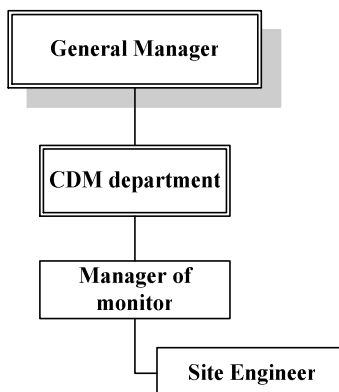 General Manager
CDM department
Manager of
monitor
Site Engineer